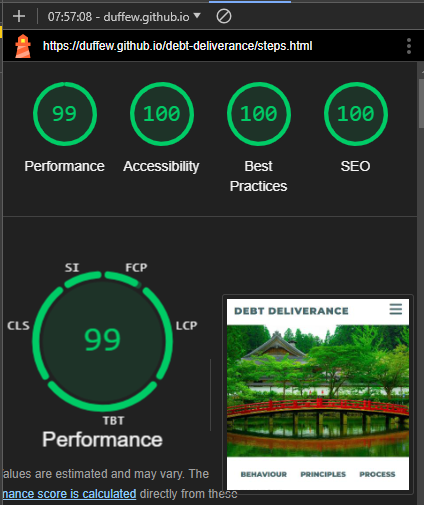 07:57:08 - duffew.github.io
https://duffew.github.io/debt-deliverance/steps.html
99 100 100 100
Performance Accessibility Best Practices SEO
SI FCP
CLS LCP
99
TBT
Performance
DEBT DELIVERANCE
BEHAVIOUR PRINCIPLES PROCESS
alues are estimated and may vary. The
mance score is calculated directly from these